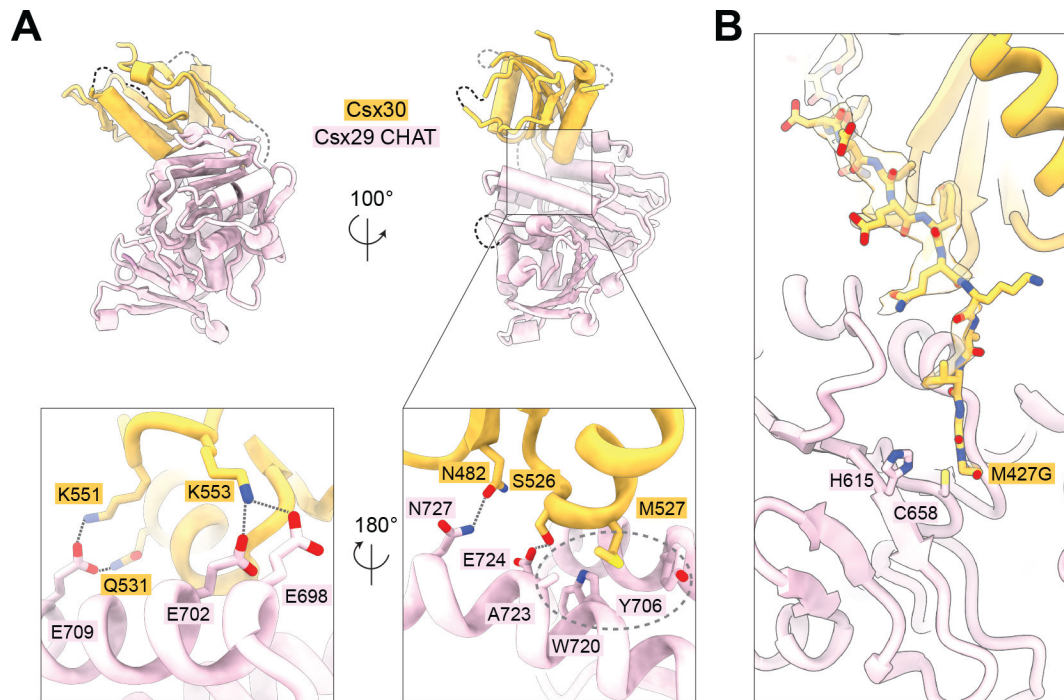 A
B
Csx30
Csx29 CHAT
100°
180°
K551
K553
Q531
E709
E702
E698
N482
S526
N727
M527
E724
A723
Y706
W720
H615
M427G
C658